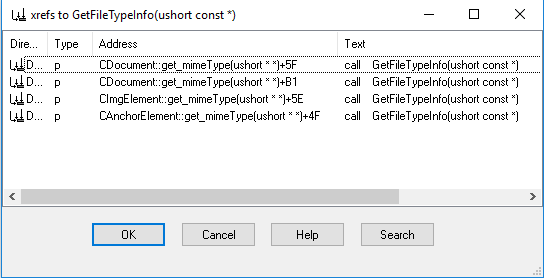 xrefs to GetFileTypeInfo(ushort const *)
Dire... Type Address Text
D... p CDocument::get_mimeType(ushort * *)+5F call GetFileTypeInfo(ushort const *)
D... p CDocument::get_mimeType(ushort * *)+B1 call GetFileTypeInfo(ushort const *)
D... p CImgElement::get_mimeType(ushort * *)+5E call GetFileTypeInfo(ushort const *)
D... p CAnchorElement::get_mimeType(ushort * *)+4F call GetFileTypeInfo(ushort const *)
OK Cancel Help Search